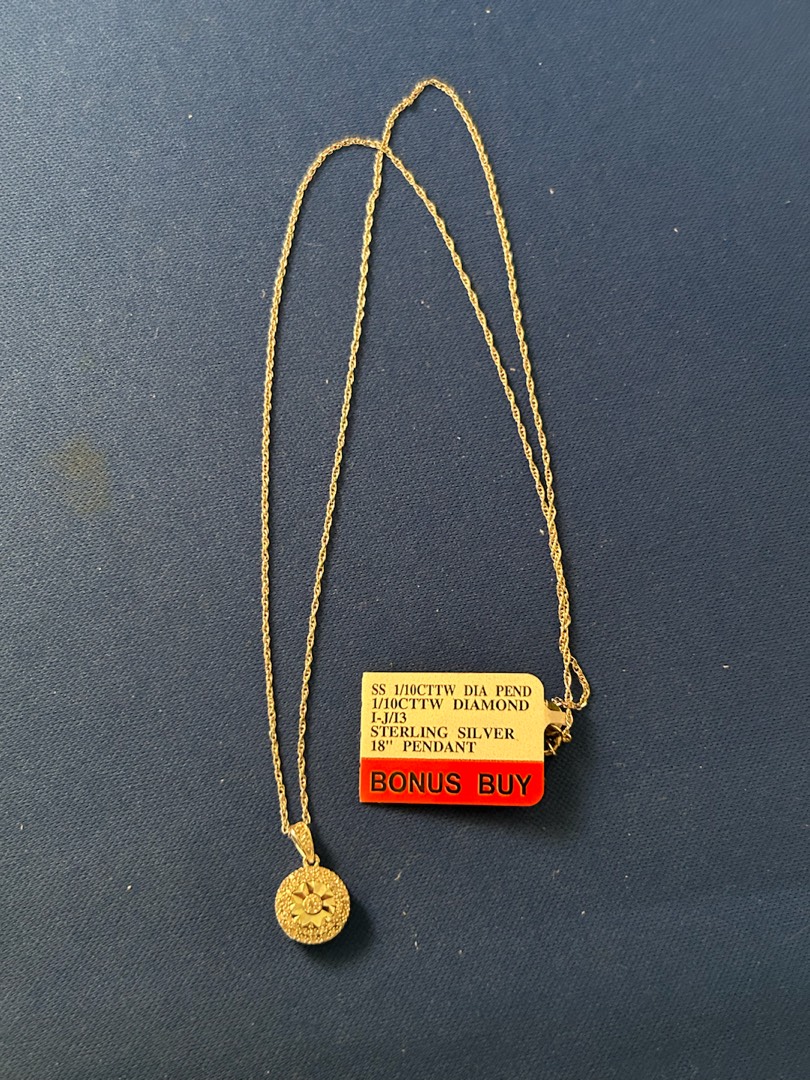 SS 1/10CTTW DIA PEND
1/10CTTW DIAMOND
I-J/I3
STERLING SILVER
18" PENDANT
BONUS BUY